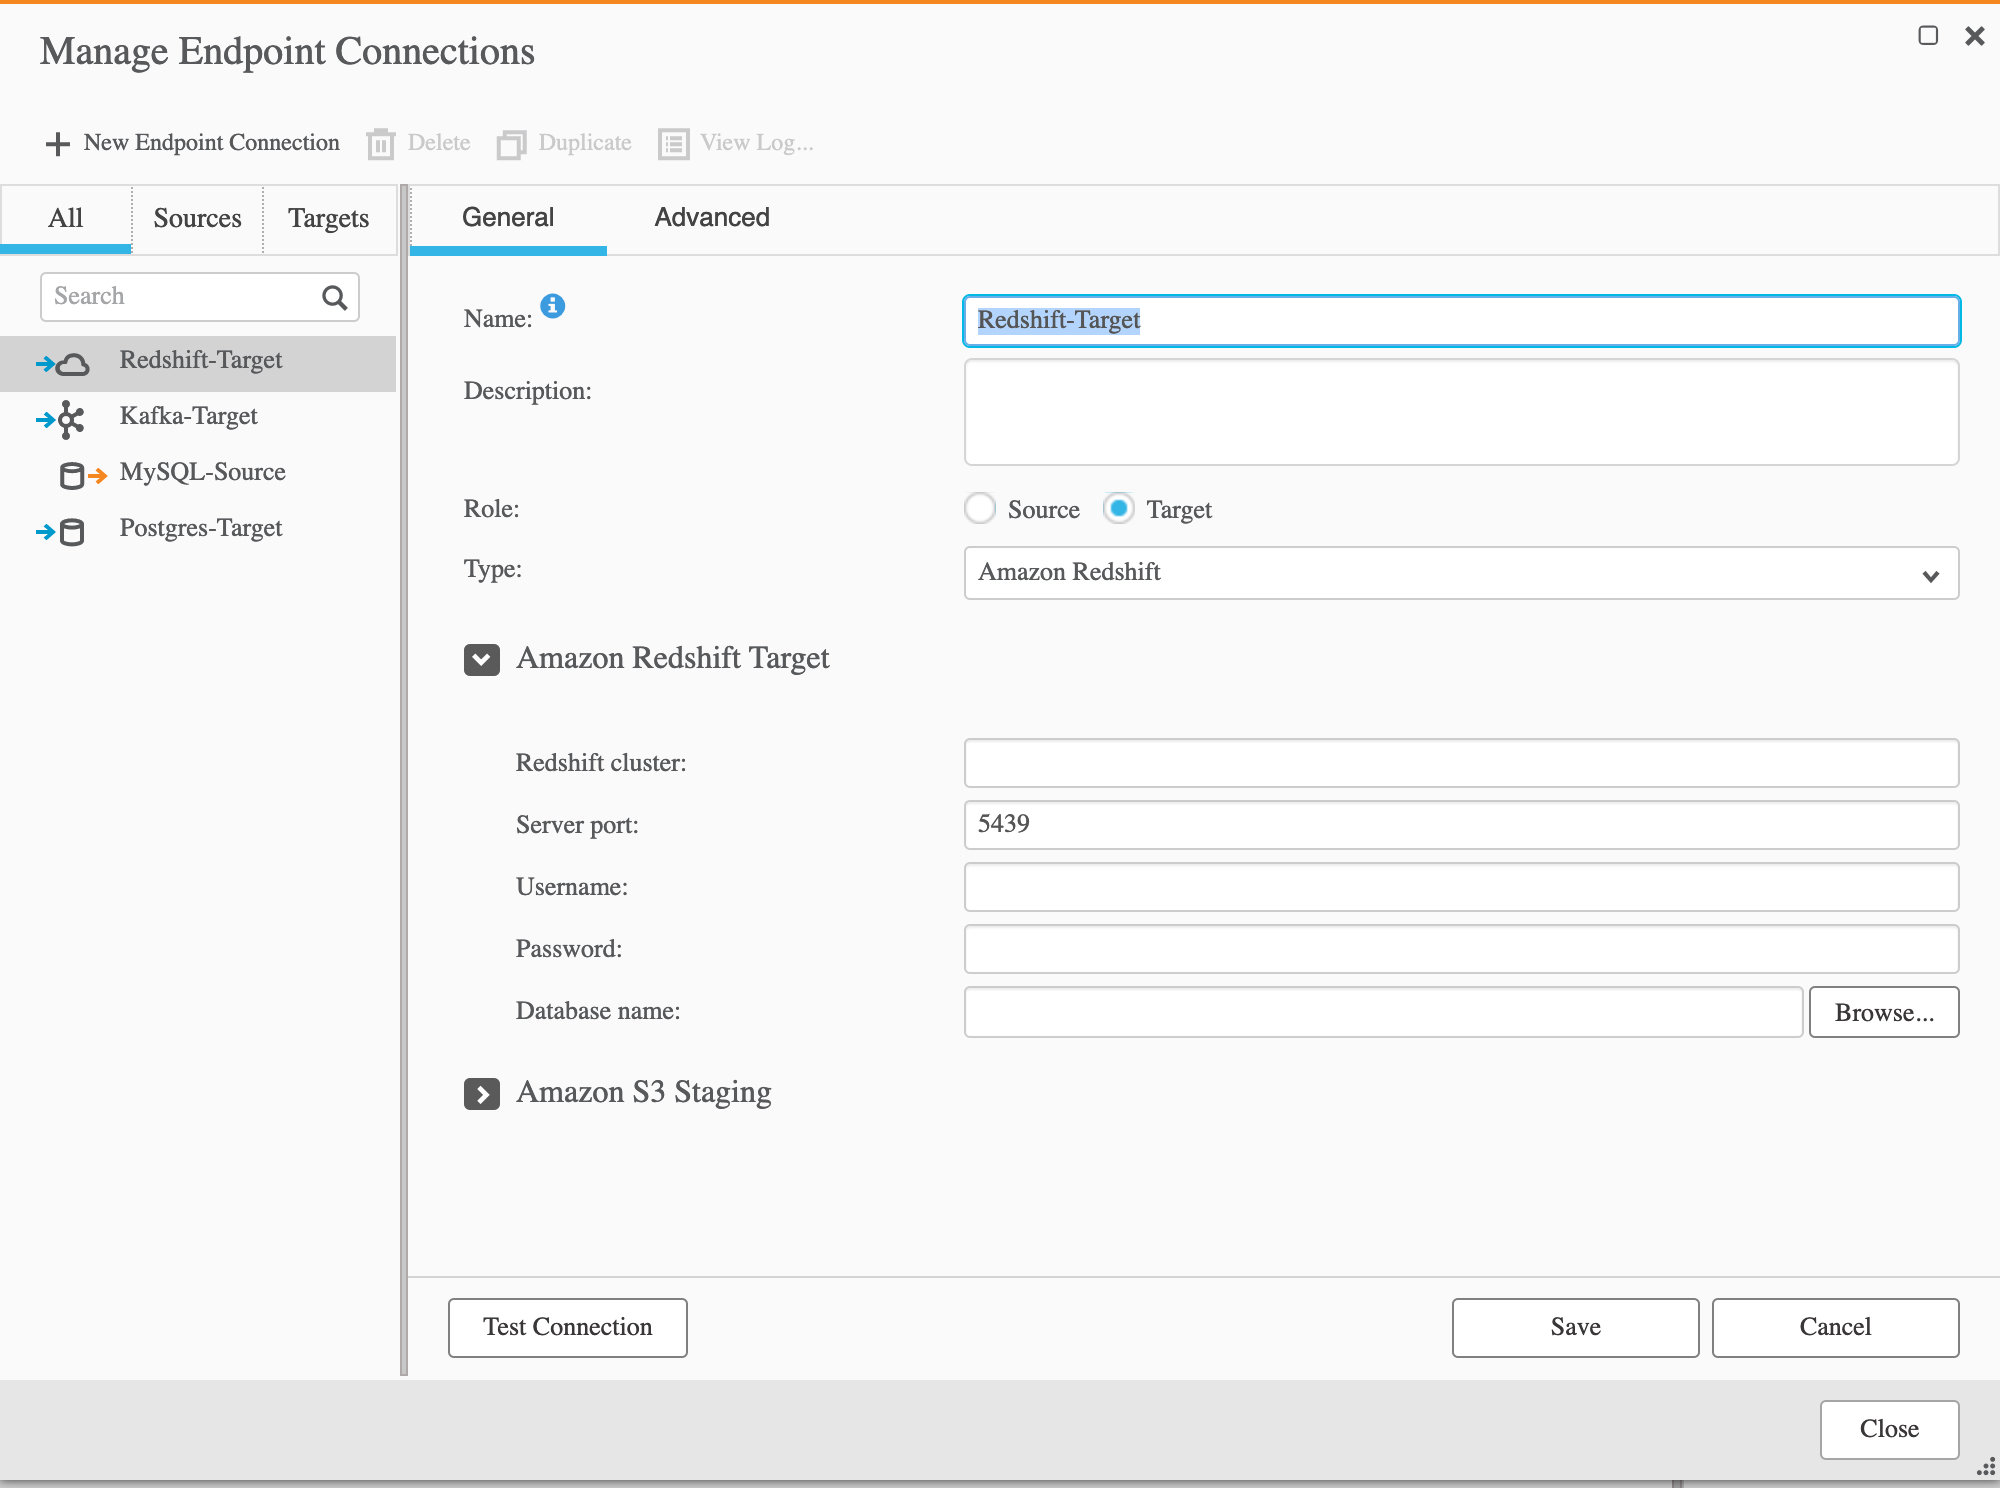 Manage Endpoint Connections
New Endpoint Connection Delete Duplicate View Log...
All Sources Targets
Search
Redshift-Target
Kafka-Target
MySQL-Source
Postgres-Target
General Advanced
Name: Redshift-Target
Description:
Role: Source Target
Type: Amazon Redshift
Amazon Redshift Target
Redshift cluster:
Server port: 5439
Username:
Password:
Database name: Browse...
Amazon S3 Staging
Test Connection Save Cancel
Close